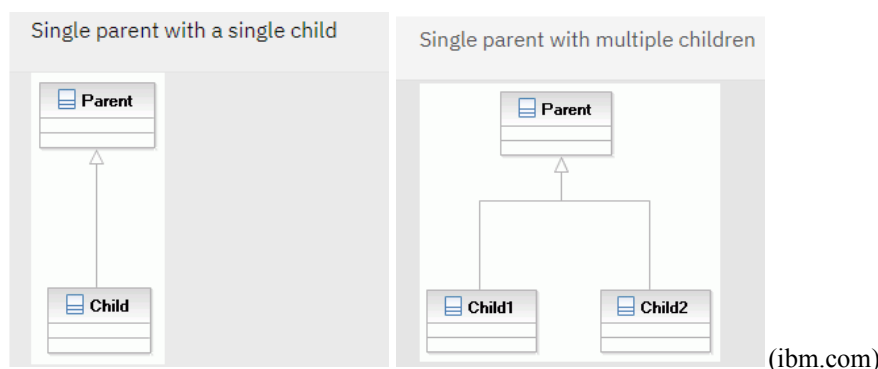 Single parent with a single child
Parent
Child
Single parent with multiple children
Parent
Child1 Child2
(ibm.com)